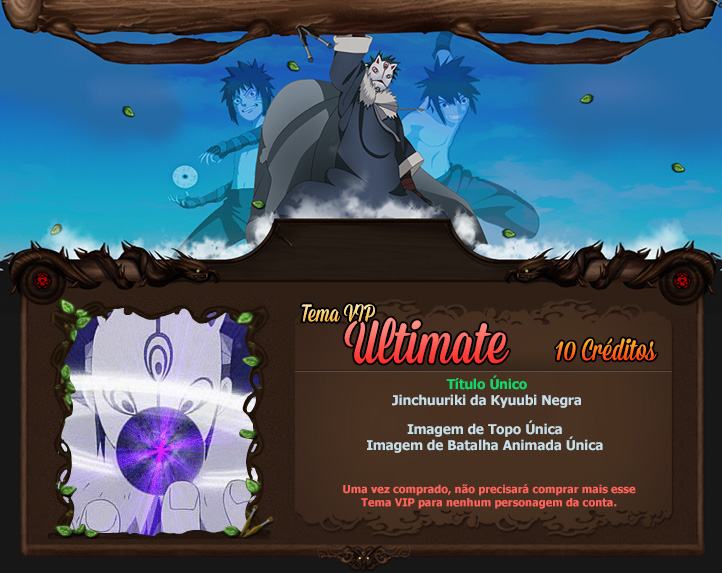 Tema VIP
Ultimate
10 Créditos
Título Único
Jinchuuriki da Kyuubi Negra
Imagem de Topo Única
Imagem de Batalha Animada Única
Uma vez comprado, não precisará comprar mais esse
Tema VIP para nenhum personagem da conta.